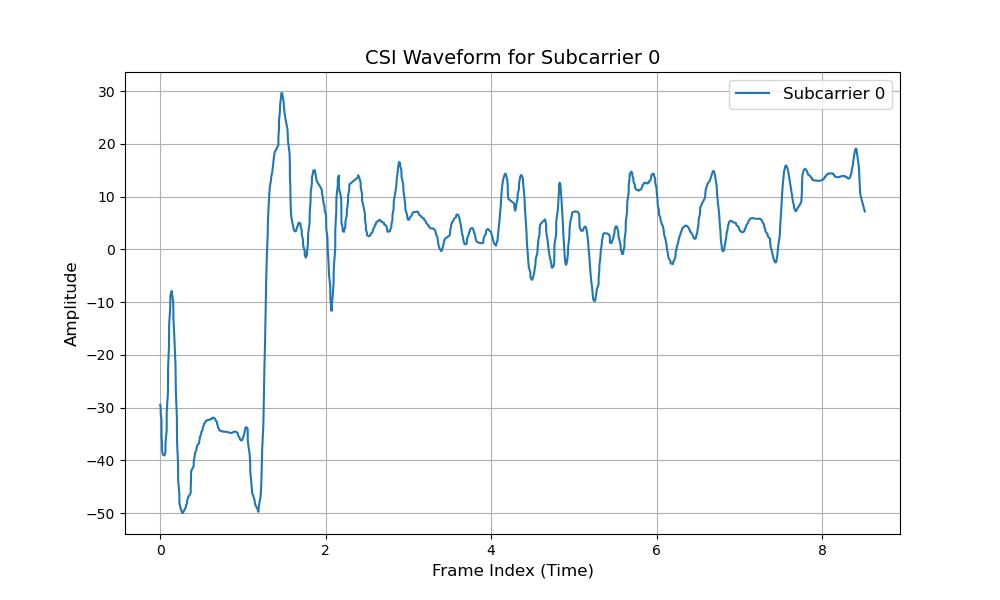 CSI Waveform for Subcarrier 0
Subcarrier 0
30
20
10
0
−10
−20
−30
−40
−50
Amplitude
0 2 4 6 8
Frame Index (Time)